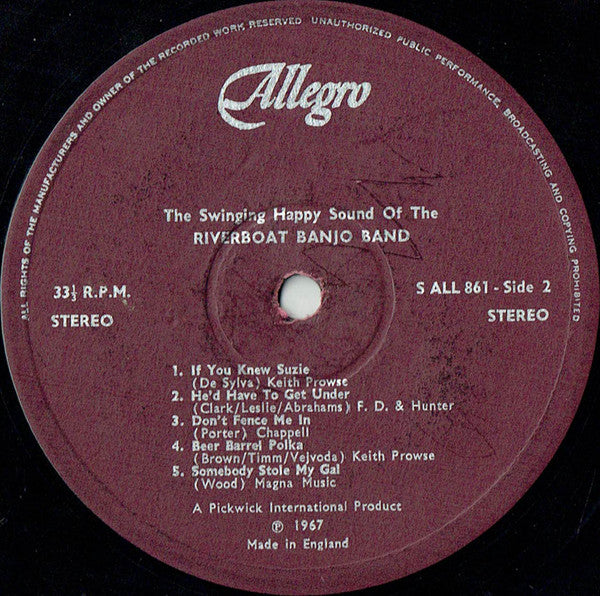 ALL RIGHTS OF THE MANUFACTURERS AND OWNER OF THE RECORDED WORK RESERVED UNAUTHORIZED PUBLIC PERFORMANCE, BROADCASTING AND COPYING PROHIBITED
Allegro
The Swinging Happy Sound Of The
RIVERBOAT BANJO BAND
33⅓ R.P.M.
STEREO
S ALL 861 - Side 2
STEREO
1. If You Knew Suzie
(De Sylva) Keith Prowse
2. He'd Have To Get Under
(Clark/Leslie/Abrahams) F. D. & Hunter
3. Don't Fence Me In
(Porter) Chappell
4. Beer Barrel Polka
(Brown/Timm/Vejvoda) Keith Prowse
5. Somebody Stole My Gal
(Wood) Magna Music
A Pickwick International Product
℗ 1967
Made in England